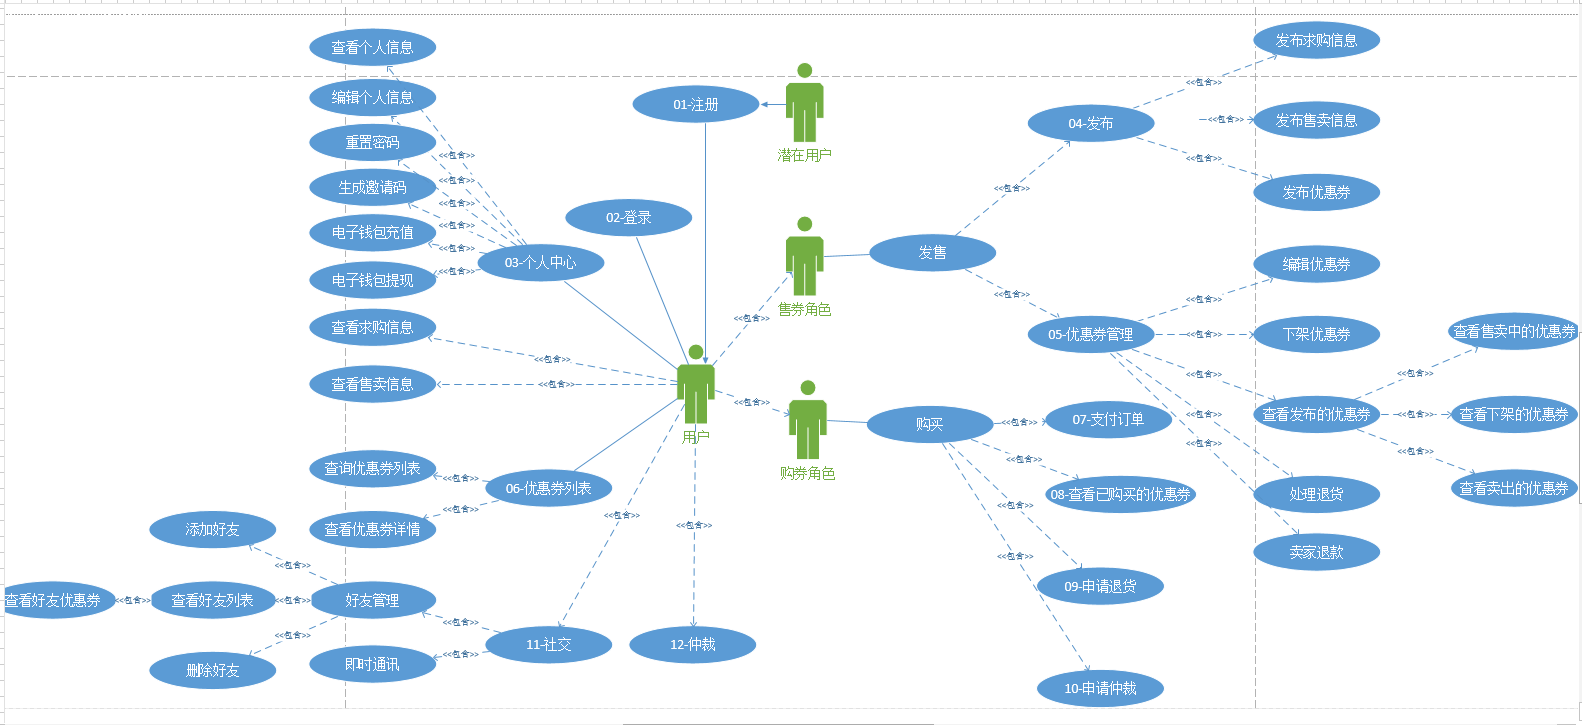 查看个人信息
编辑个人信息
重置密码
生成邀请码
电子钱包充值
电子钱包提现
查看求购信息
查看售卖信息
<<包含>>
<<包含>>
<<包含>>
<<包含>>
<<包含>>
<<包含>>
03-个人中心
02-登录
01-注册
潜在用户
<<包含>>
<<包含>>
用户
<<包含>>
售券角色
<<包含>>
购券角色
发售
<<包含>>
<<包含>>
04-发布
<<包含>>
<<包含>>
<<包含>>
发布求购信息
发布售卖信息
发布优惠券
05-优惠券管理
<<包含>>
<<包含>>
<<包含>>
<<包含>>
<<包含>>
编辑优惠券
下架优惠券
查看发布的优惠券
处理退货
卖家退款
<<包含>>
<<包含>>
<<包含>>
查看售卖中的优惠券
查看下架的优惠券
查看卖出的优惠券
购买
<<包含>>
<<包含>>
<<包含>>
<<包含>>
07-支付订单
08-查看已购买的优惠券
09-申请退货
10-申请仲裁
查询优惠券列表
查看优惠券详情
<<包含>>
<<包含>>
06-优惠券列表
<<包含>>
<<包含>>
添加好友
查看好友优惠券
<<包含>>
查看好友列表
删除好友
<<包含>>
<<包含>>
<<包含>>
好友管理
即时通讯
<<包含>>
<<包含>>
11-社交
12-仲裁